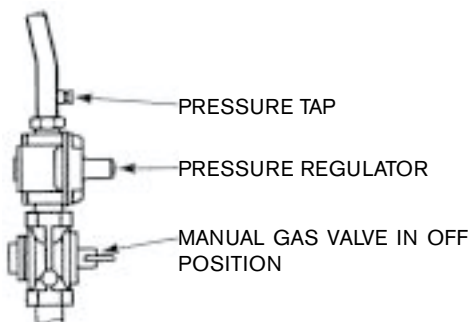 PRESSURE TAP
PRESSURE REGULATOR
MANUAL GAS VALVE IN OFF
POSITION